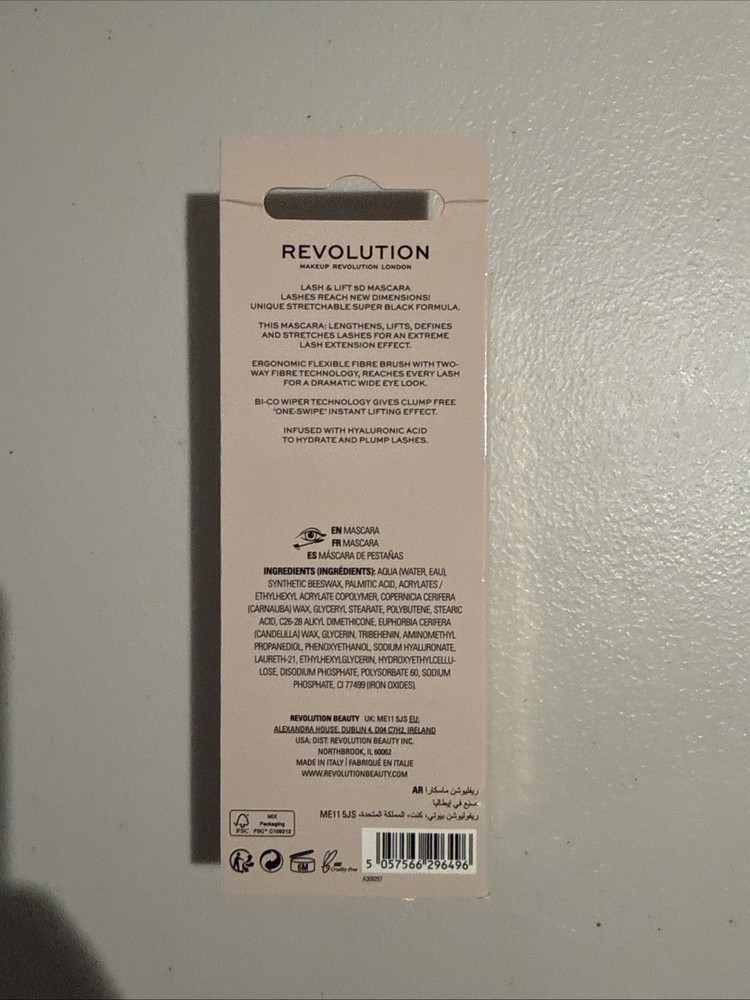 REVOLUTION
MAKEUP REVOLUTION LONDON
LASH & LIFT 5D MASCARA
LASHES REACH NEW DIMENSIONS!
UNIQUE STRETCHABLE SUPER BLACK FORMULA.
THIS MASCARA: LENGTHENS, LIFTS, DEFINES
AND STRETCHES LASHES FOR AN EXTREME
LASH EXTENSION EFFECT.
ERGONOMIC FLEXIBLE FIBRE BRUSH WITH TWO-
WAY FIBRE TECHNOLOGY, REACHES EVERY LASH
FOR A DRAMATIC WIDE EYE LOOK.
BI-CO WIPER TECHNOLOGY GIVES CLUMP FREE
'ONE-SWIPE' INSTANT LIFTING EFFECT.
INFUSED WITH HYALURONIC ACID
TO HYDRATE AND PLUMP LASHES.
EN MASCARA
FR MASCARA
ES MÁSCARA DE PESTAÑAS
INGREDIENTS (INGRÉDIENTS): AQUA (WATER, EAU),
SYNTHETIC BEESWAX, PALMITIC ACID, ACRYLATES /
ETHYLHEXYL ACRYLATE COPOLYMER, COPERNICIA CERIFERA
(CARNAUBA) WAX, GLYCERYL STEARATE, POLYBUTENE, STEARIC
ACID, C26-28 ALKYL DIMETHICONE, EUPHORBIA CERIFERA
(CANDELILLA) WAX, GLYCERIN, TRIBEHENIN, AMINOMETHYL
PROPANEDIOL, PHENOXYETHANOL, SODIUM HYALURONATE,
LAURETH-21, ETHYLHEXYLGLYCERIN, HYDROXYETHYLCELLU-
LOSE, DISODIUM PHOSPHATE, POLYSORBATE 60, SODIUM
PHOSPHATE, CI 77499 (IRON OXIDES).
REVOLUTION BEAUTY UK: ME11 5JS EU:
ALEXANDRA HOUSE, DUBLIN 4, D04 C7H2, IRELAND
USA: DIST: REVOLUTION BEAUTY INC.
NORTHBROOK, IL 60062
MADE IN ITALY | FABRIQUÉ EN ITALIE
WWW.REVOLUTIONBEAUTY.COM
AR ريفليوشن ماسكارا
صنع في إيطاليا
ريفوليوشن بيوتي، كنت، المملكة المتحدة، ME11 5JS
FSC
MIX
Packaging
FSC® C109212
6M
Cruelty-Free
5 057566 296496